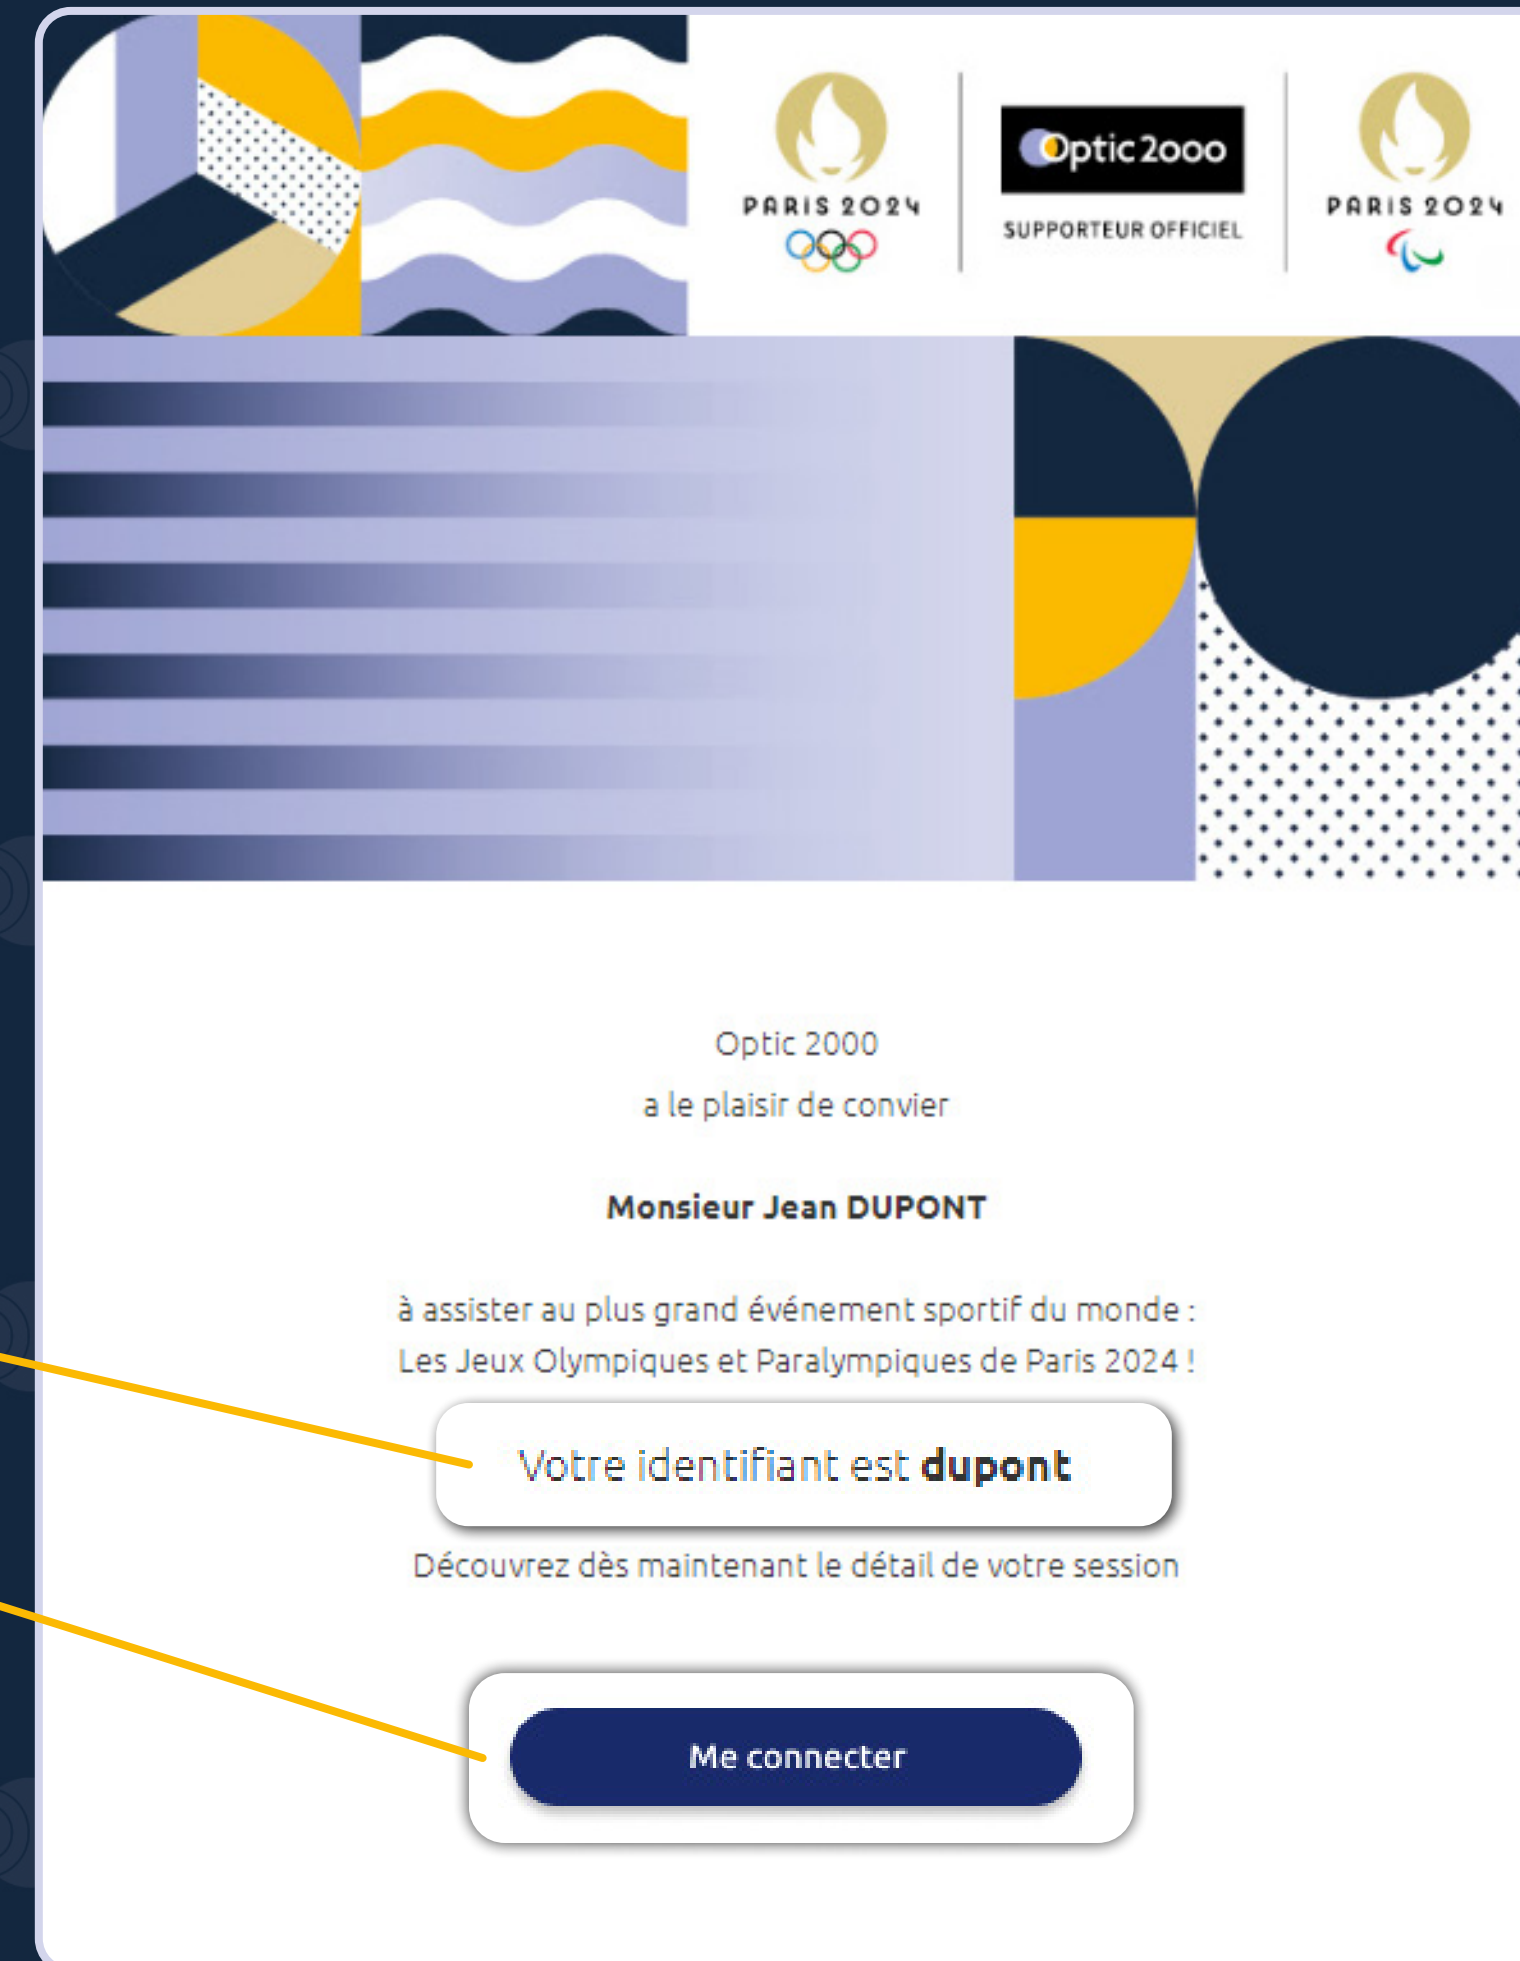 PARIS 2024
Optic 2000
SUPPORTEUR OFFICIEL
PARIS 2024
Optic 2000
a le plaisir de convier
Monsieur Jean DUPONT
à assister au plus grand événement sportif du monde :
Les Jeux Olympiques et Paralympiques de Paris 2024 !
Votre identifiant est dupont
Découvrez dès maintenant le détail de votre session
Me connecter